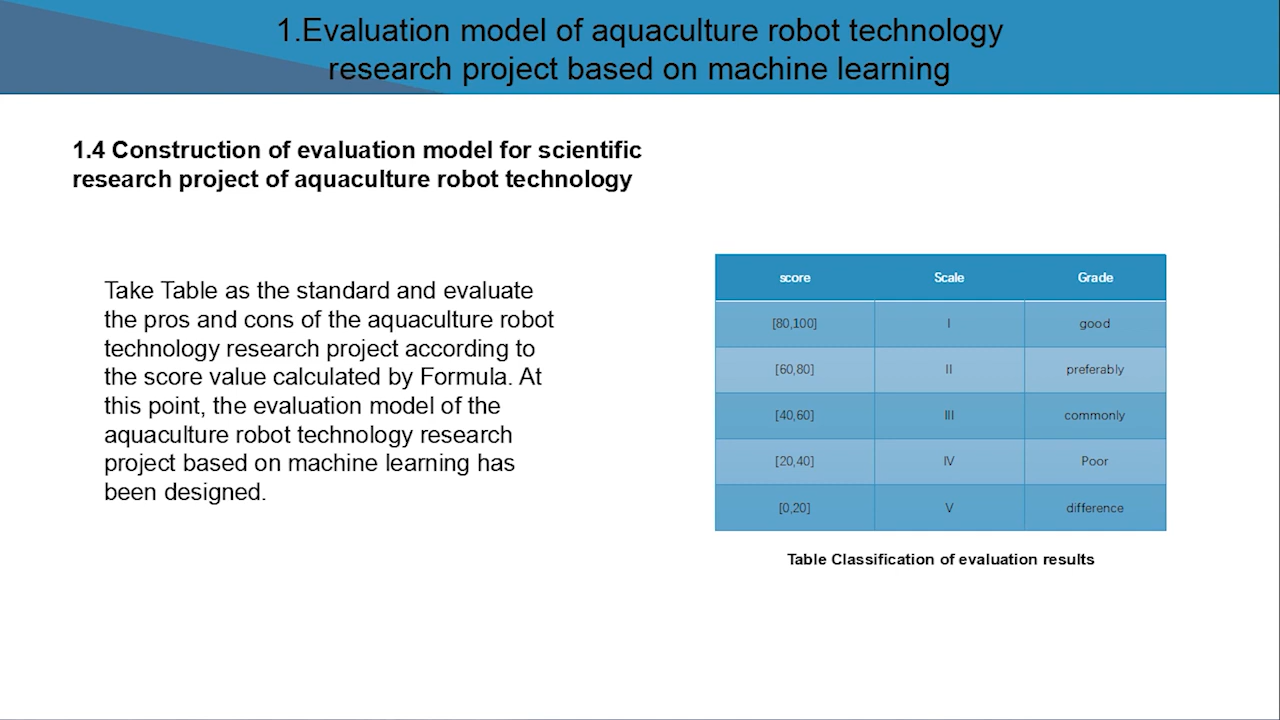 1.Evaluation model of aquaculture robot technology
research project based on machine learning
1.4 Construction of evaluation model for scientific
research project of aquaculture robot technology
Take Table as the standard and evaluate
the pros and cons of the aquaculture robot
technology research project according to
the score value calculated by Formula. At
this point, the evaluation model of the
aquaculture robot technology research
project based on machine learning has
been designed.
score Scale Grade
[80,100] I good
[60,80] II preferably
[40,60] III commonly
[20,40] IV Poor
[0,20] V difference
Table Classification of evaluation results